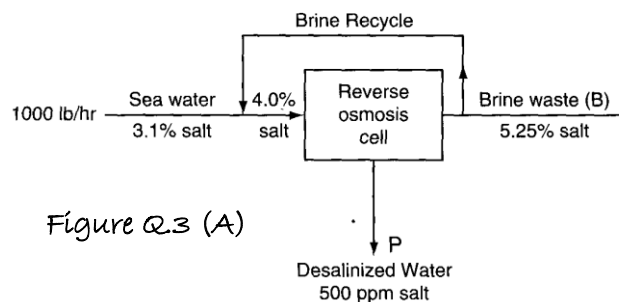 Brine Recycle
1000 lb/hr
Sea water
3.1% salt
4.0%
salt
Reverse
osmosis
cell
Brine waste (B)
5.25% salt
Figure Q.3 (A)
P
Desalinized Water
500 ppm salt